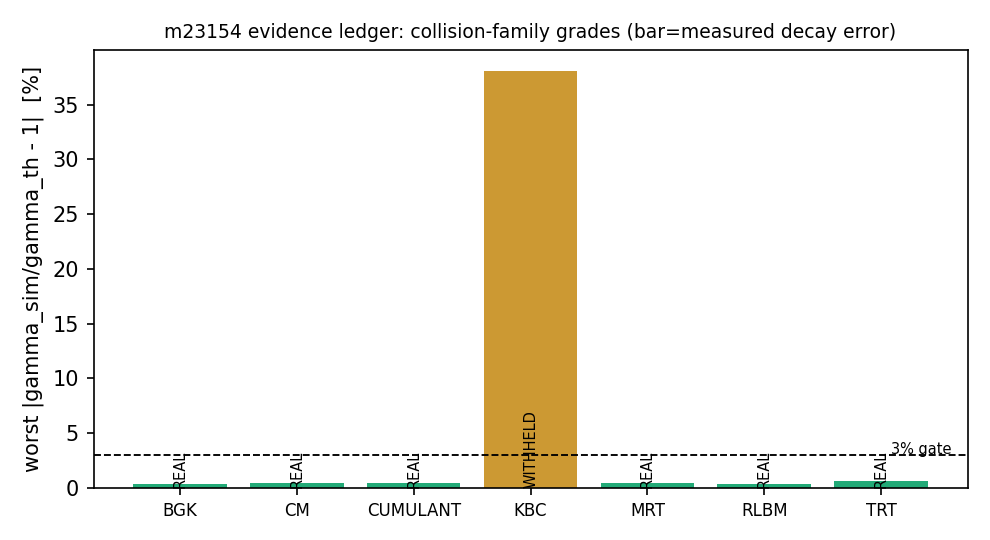 m23154 evidence ledger: collision-family grades (bar=measured decay error)
worst |gamma_sim/gamma_th - 1| [%]
35
30
25
20
15
10
5
0
3% gate
REAL
REAL
REAL
WITHHELD
REAL
REAL
REAL
BGK
CM
CUMULANT
KBC
MRT
RLBM
TRT